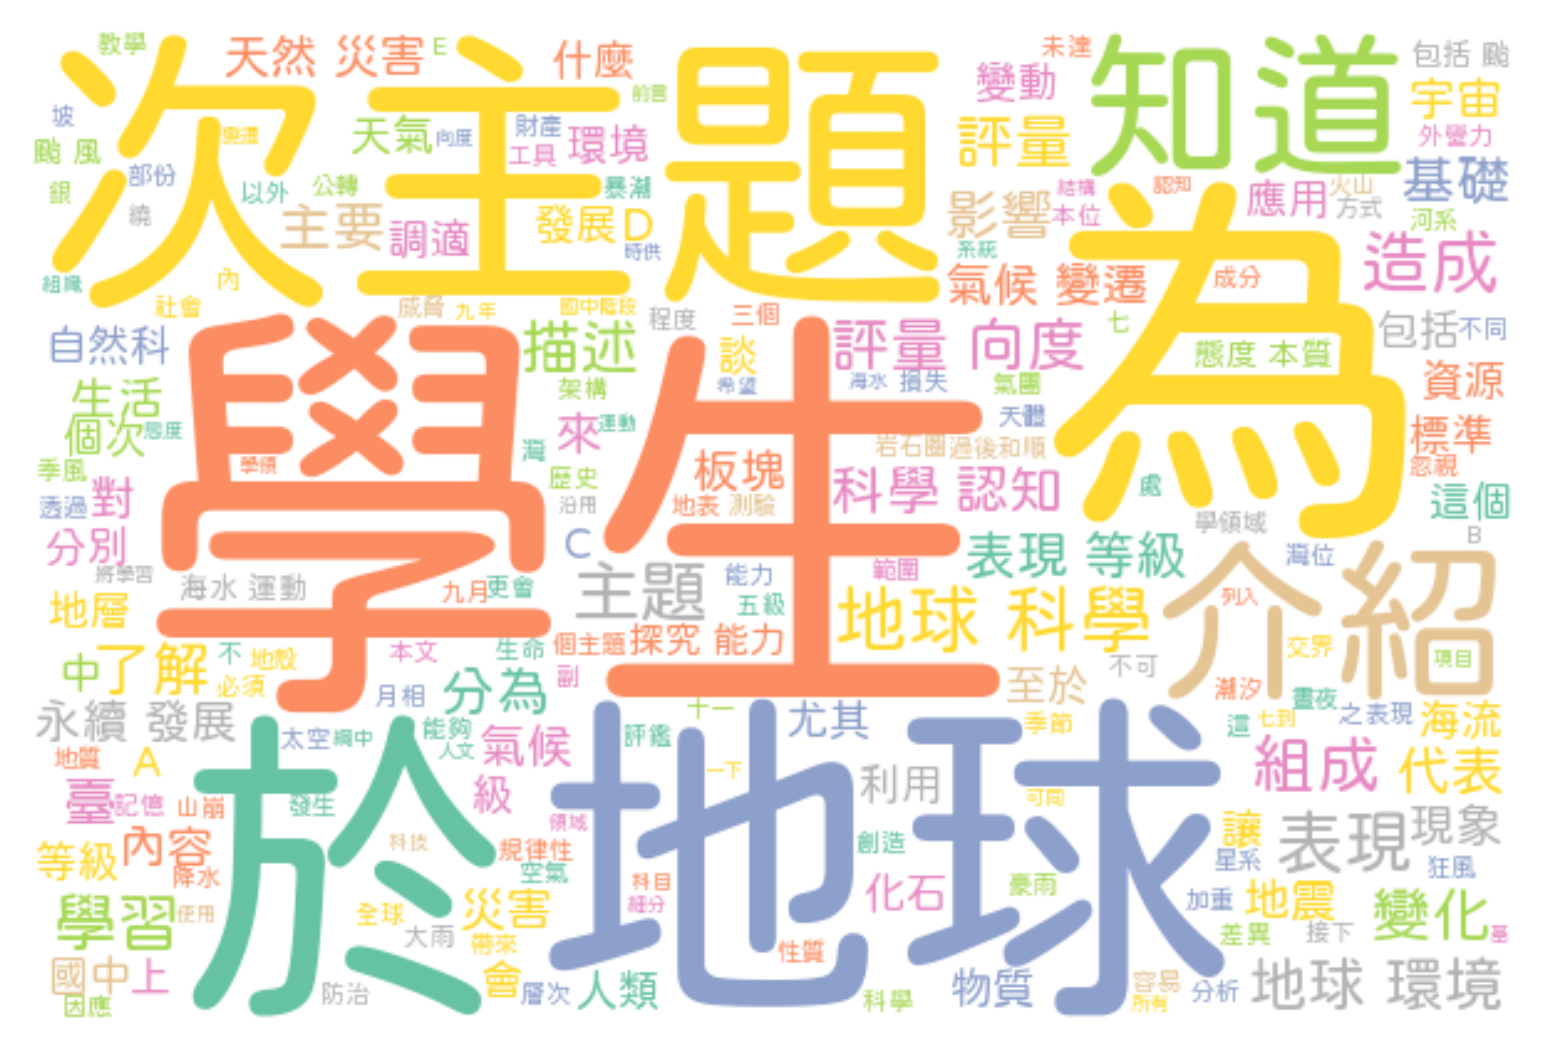 教學
天然 災害
E
什麼
未達
包括 颱
次主題
知道
變動
宇宙
前言
坡
變遷
天氣
向度
財產
工具
環境
評量
外營力
颱 風
部份
以外
公轉
暴潮
結構
認知
火山
基礎
銀
繞
主要
調適
發展
D
時供
影響
本位
系統
應用
方式
河系
為
造成
組織
內
社會
威脅
九年
國中階段
氣候 變遷
成分
自然科
學生
描述
程度
三個
評量 向度
七
包括
不同
談
架構
希望
海水
損失
氣團
態度 本質
資源
生活
個次
態度
來
運動
天體
標準
季風
學領
灣
歷史
板塊
岩石圈
過後和順
忽視
透過
對
沿用
地表
測驗
科學 認知
處
這個
分別
C
表現 等級
學領域
B
將學習
海水 運動
九月
更會
主題
能力
範圍
灣位
介紹
地層
五級
地球 科學
列入
中
了解
不
地殼
本文
生命
個主題
探究 能力
交界
項目
必須
月相
分為
副
至於
不可
潮汐
晝夜
永續 發展
於
太空
綱中
能夠
人文
氣候
評鑑
十一
尤其
地球
季節
這
七到
之表現
海流
地質
A
級
一下
利用
組成
代表
臺
記憶
山崩
發生
領域
可問
讓
表現
現象
等級
內容
降水
科技
規律性
空氣
創造
星系
狂風
學習
使用
全球
災害
科目
細分
化石
豪雨
加重
地震
變化
大雨
帶來
性質
差異
接下
基
國中
上
因應
防治
會
層次
人類
科學
物質
容易
所有
分析
地球 環境